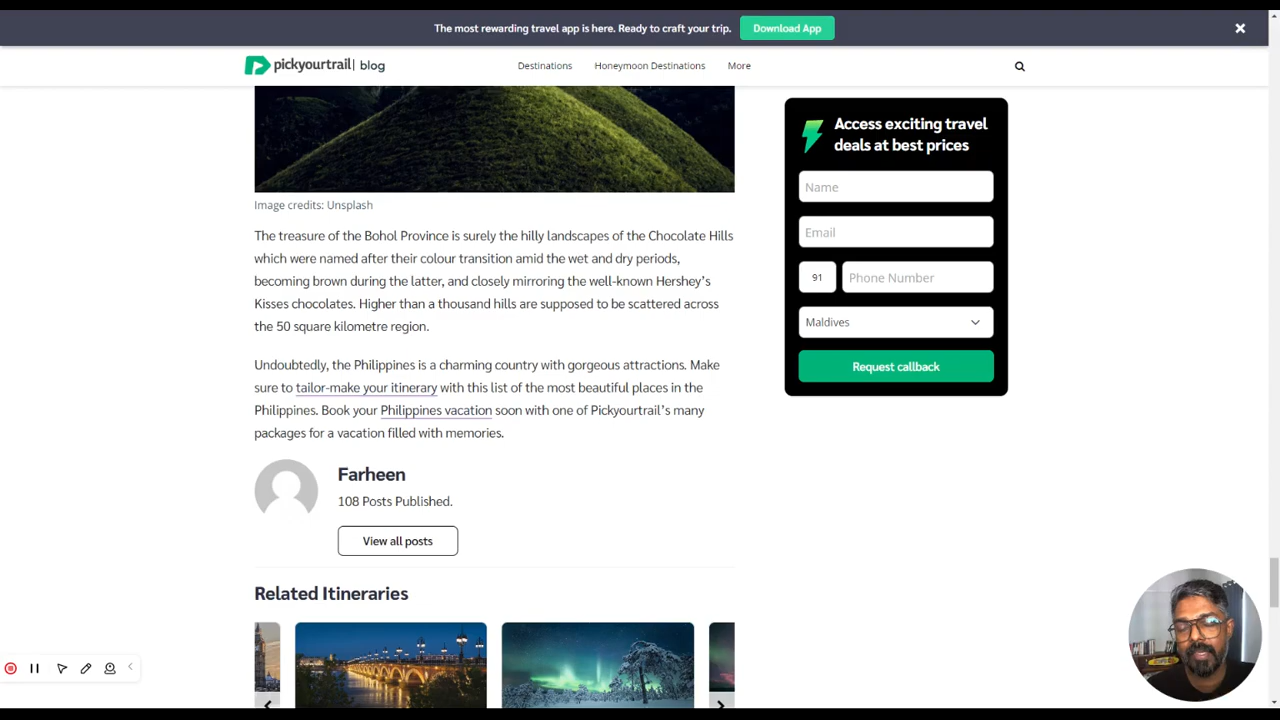 The most rewarding travel app is here. Ready to craft your trip.
Download App
pickyourtrail | blog
Destinations
Honeymoon Destinations
More
Image credits: Unsplash
The treasure of the Bohol Province is surely the hilly landscapes of the Chocolate Hills
which were named after their colour transition amid the wet and dry periods,
becoming brown during the latter, and closely mirroring the well-known Hershey’s
Kisses chocolates. Higher than a thousand hills are supposed to be scattered across
the 50 square kilometre region.
Undoubtedly, the Philippines is a charming country with gorgeous attractions. Make
sure to tailor-make your itinerary with this list of the most beautiful places in the
Philippines. Book your Philippines vacation soon with one of Pickyourtrail’s many
packages for a vacation filled with memories.
Farheen
108 Posts Published.
View all posts
Related Itineraries
Access exciting travel
deals at best prices
Name
Email
91
Phone Number
Maldives
Request callback